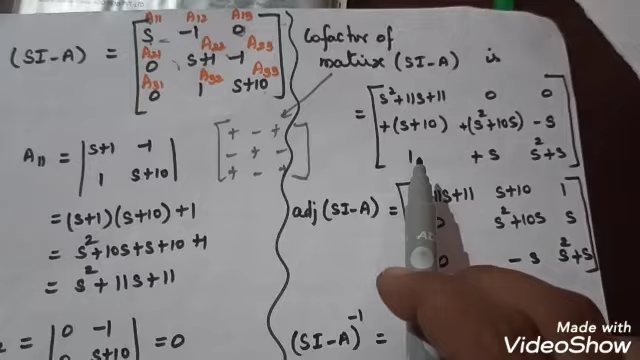 (SI-A) =
A11 A12 A13
S -1 0
A21 A22 A23
0 S+1 -1
A31 A32 A33
0 1 S+10
A11 = | S+1 -1 |
| 1 S+10 |
= (S+1)(S+10)+1
= S²+10S+S+10+1
= S²+11S+11
= | 0 -1 | = 0
S+10
+ - +
- + -
+ - +
Cofactor of
matrix (SI-A) is
= [ S²+11S+11 0 0
+(S+10) +(S²+10S) -S
1 +S S²+S ]
adj (SI-A) = [ 11S+11 S+10 1
0 S²+10S S
0 -S S²+S ]
(SI-A)⁻¹ =
Made with
VideoShow